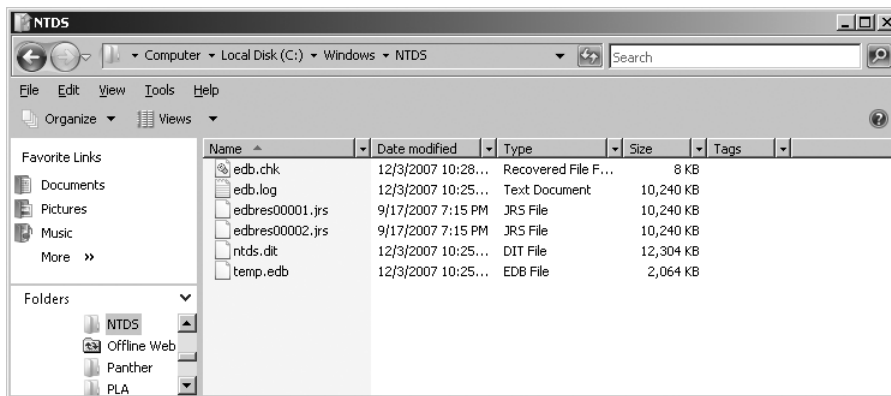 NTDS
Computer Local Disk (C:) Windows NTDS Search
File Edit View Tools Help
Organize Views
Favorite Links
Documents
Pictures
Music
More »
Folders
NTDS
Offline Web
Panther
PLA
Name Date modified Type Size Tags
edb.chk 12/3/2007 10:28... Recovered File F... 8 KB
edb.log 12/3/2007 10:25... Text Document 10,240 KB
edbres00001.jrs 9/17/2007 7:15 PM JRS File 10,240 KB
edbres00002.jrs 9/17/2007 7:15 PM JRS File 10,240 KB
ntds.dit 12/3/2007 10:25... DIT File 12,304 KB
temp.edb 12/3/2007 10:25... EDB File 2,064 KB